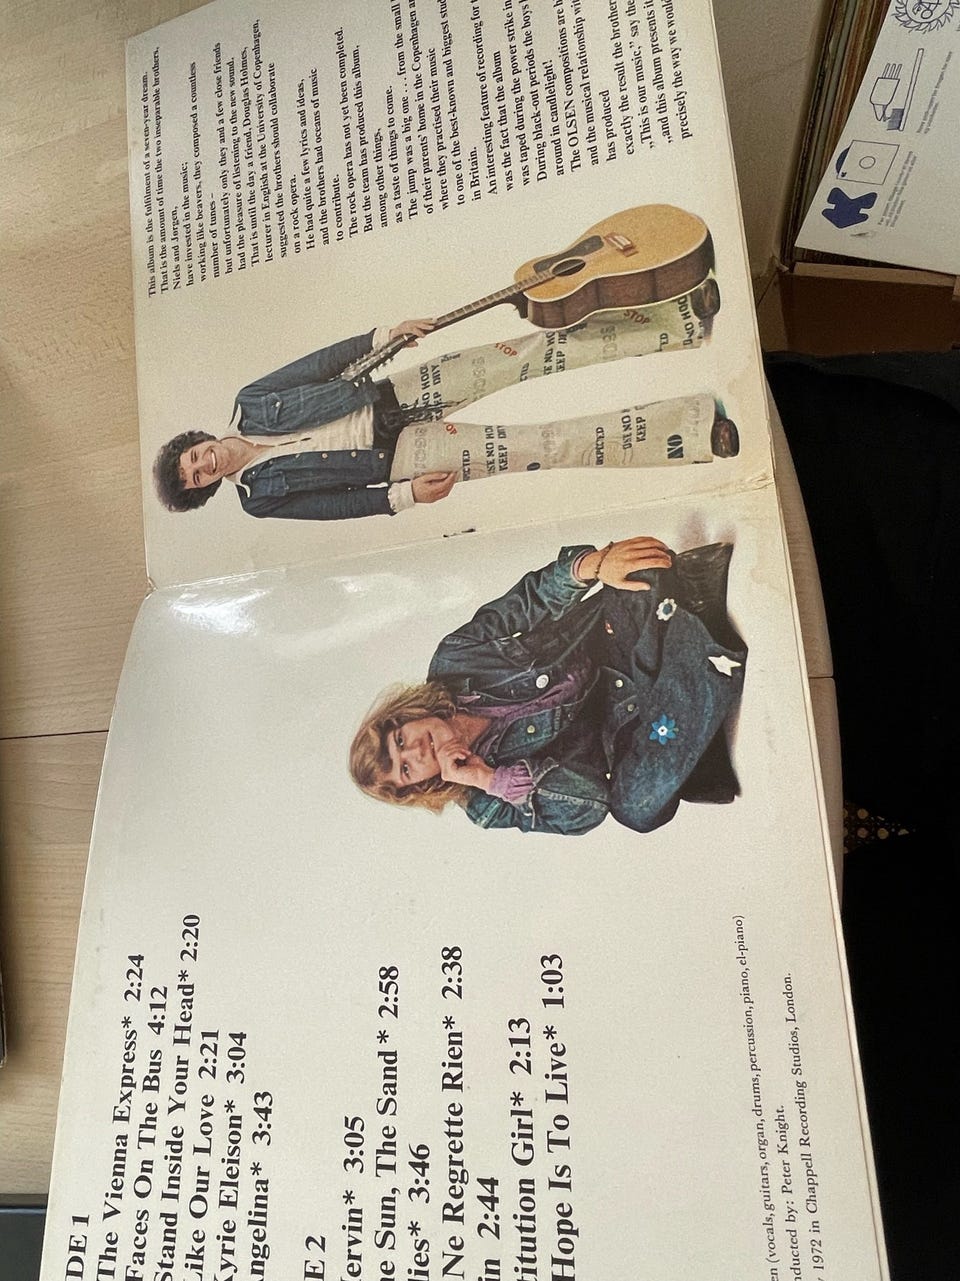 This album is the fulfilment of a seven-year dream.
That is the amount of time the two inseparable brothers,
Niels and Jørgen,
have invested in the music;
working like beavers, they composed a countless
number of tunes –
but unfortunately only they and a few close friends
had the pleasure of listening to the new sound.
That is until the day a friend, Douglas Holmes,
lecturer in English at the University of Copenhagen,
suggested the brothers should collaborate
on a rock opera.
He had quite a few lyrics and ideas,
and the brothers had oceans of music
to contribute.
The rock opera has not yet been completed.
But the team has produced this album,
among other things,
as a taste of things to come.
The jump was a big one . . . from the small
of their parents' home in the Copenhagen
where they practised their music
to one of the best-known and biggest
in Britain.
An interesting feature of recording for
was the fact that the album
was taped during the power strike in
During black-out periods the boys
around in candlelight!
The OLSEN compositions are
and the musical relationship
has produced
exactly the result the
„This is our music,” say the
„and this album presents
precisely the way we
STOP
USE NO
KEEP DRY
STOP
USE NO
KEEP
NO
DE 1
The Vienna Express* 2:24
Faces On The Bus 4:12
Stand Inside Your Head* 2:20
Like Our Love 2:21
Kyrie Eleison* 3:04
Angelina* 3:43
E 2
ervin* 3:05
e Sun, The Sand* 2:58
lies* 3:46
Ne Regrette Rien* 2:38
in 2:44
titution Girl* 2:13
Hope Is To Live* 1:03
en (vocals, guitars, organ, drums, percussion, piano, el-piano)
ducted by: Peter Knight.
1972 in Chappell Recording Studios, London.